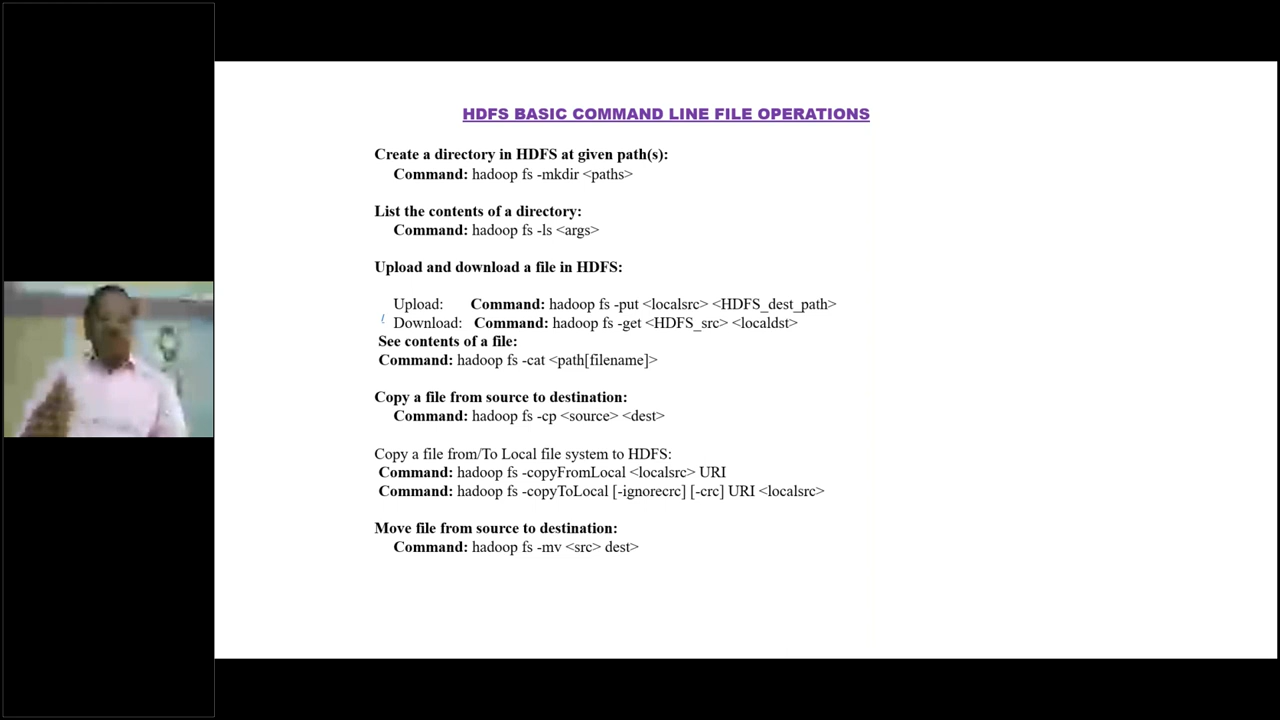 HDFS BASIC COMMAND LINE FILE OPERATIONS
Create a directory in HDFS at given path(s):
Command: hadoop fs -mkdir <paths>
List the contents of a directory:
Command: hadoop fs -ls <args>
Upload and download a file in HDFS:
Upload: Command: hadoop fs -put <localsrc> <HDFS_dest_path>
Download: Command: hadoop fs -get <HDFS_src> <localdst>
See contents of a file:
Command: hadoop fs -cat <path[filename]>
Copy a file from source to destination:
Command: hadoop fs -cp <source> <dest>
Copy a file from/To Local file system to HDFS:
Command: hadoop fs -copyFromLocal <localsrc> URI
Command: hadoop fs -copyToLocal [-ignorecrc] [-crc] URI <localsrc>
Move file from source to destination:
Command: hadoop fs -mv <src> dest>